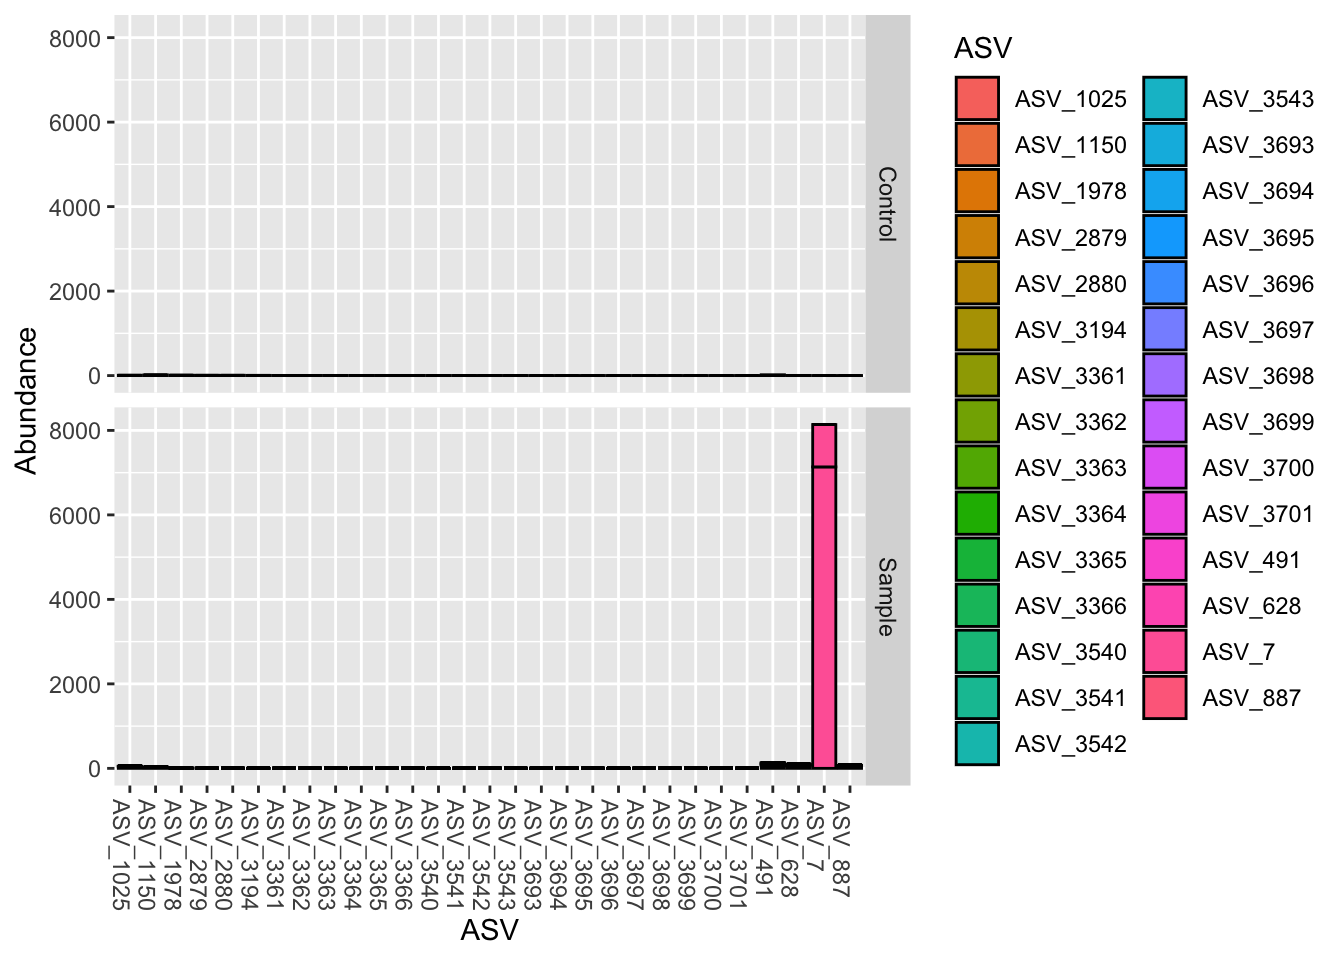 8000
6000
4000
2000
0
Control
8000
6000
4000
2000
0
Sample
Abundance
ASV_1025
ASV_1150
ASV_1978
ASV_2879
ASV_2880
ASV_3194
ASV_3361
ASV_3362
ASV_3363
ASV_3364
ASV_3365
ASV_3366
ASV_3540
ASV_3541
ASV_3542
ASV_3543
ASV_3693
ASV_3694
ASV_3695
ASV_3696
ASV_3697
ASV_3698
ASV_3699
ASV_3700
ASV_3701
ASV_491
ASV_628
ASV_7
ASV_887
ASV
ASV
ASV_1025
ASV_1150
ASV_1978
ASV_2879
ASV_2880
ASV_3194
ASV_3361
ASV_3362
ASV_3363
ASV_3364
ASV_3365
ASV_3366
ASV_3540
ASV_3541
ASV_3542
ASV_3543
ASV_3693
ASV_3694
ASV_3695
ASV_3696
ASV_3697
ASV_3698
ASV_3699
ASV_3700
ASV_3701
ASV_491
ASV_628
ASV_7
ASV_887